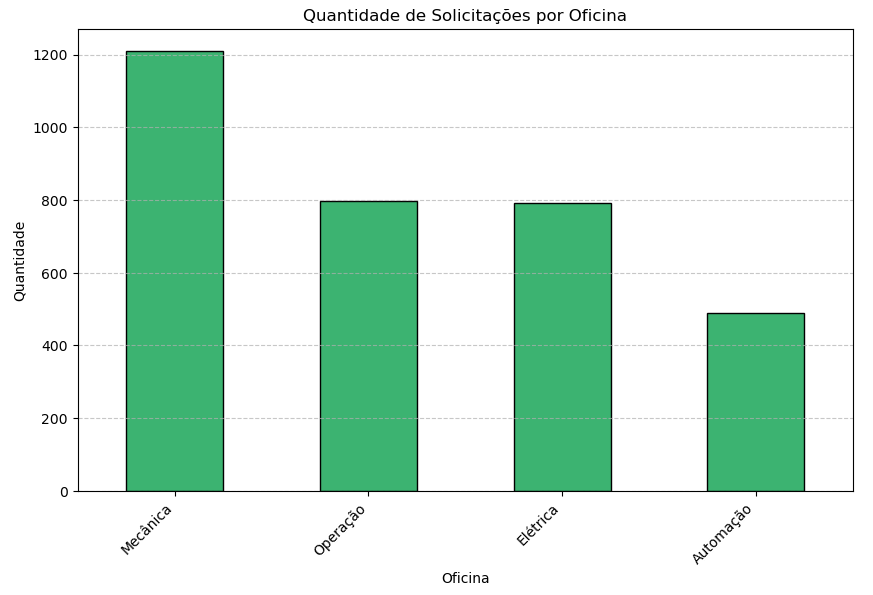 Quantidade de Solicitações por Oficina
1200
1000
800
600
400
200
0
Quantidade
Mecânica
Operação
Elétrica
Automação
Oficina